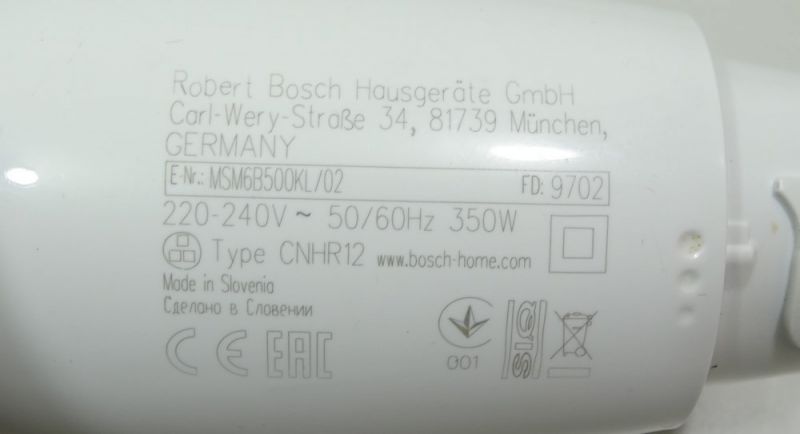 Robert Bosch Hausgeräte GmbH
Carl-Wery-Straße 34, 81739 München,
GERMANY
E-Nr.: MSM6B500KL/02 FD: 9702
220-240V ~ 50/60Hz 350W
Type CNHR12 www.bosch-home.com
Made in Slovenia
Сделано в Словении
CE EAC 001 SIQ